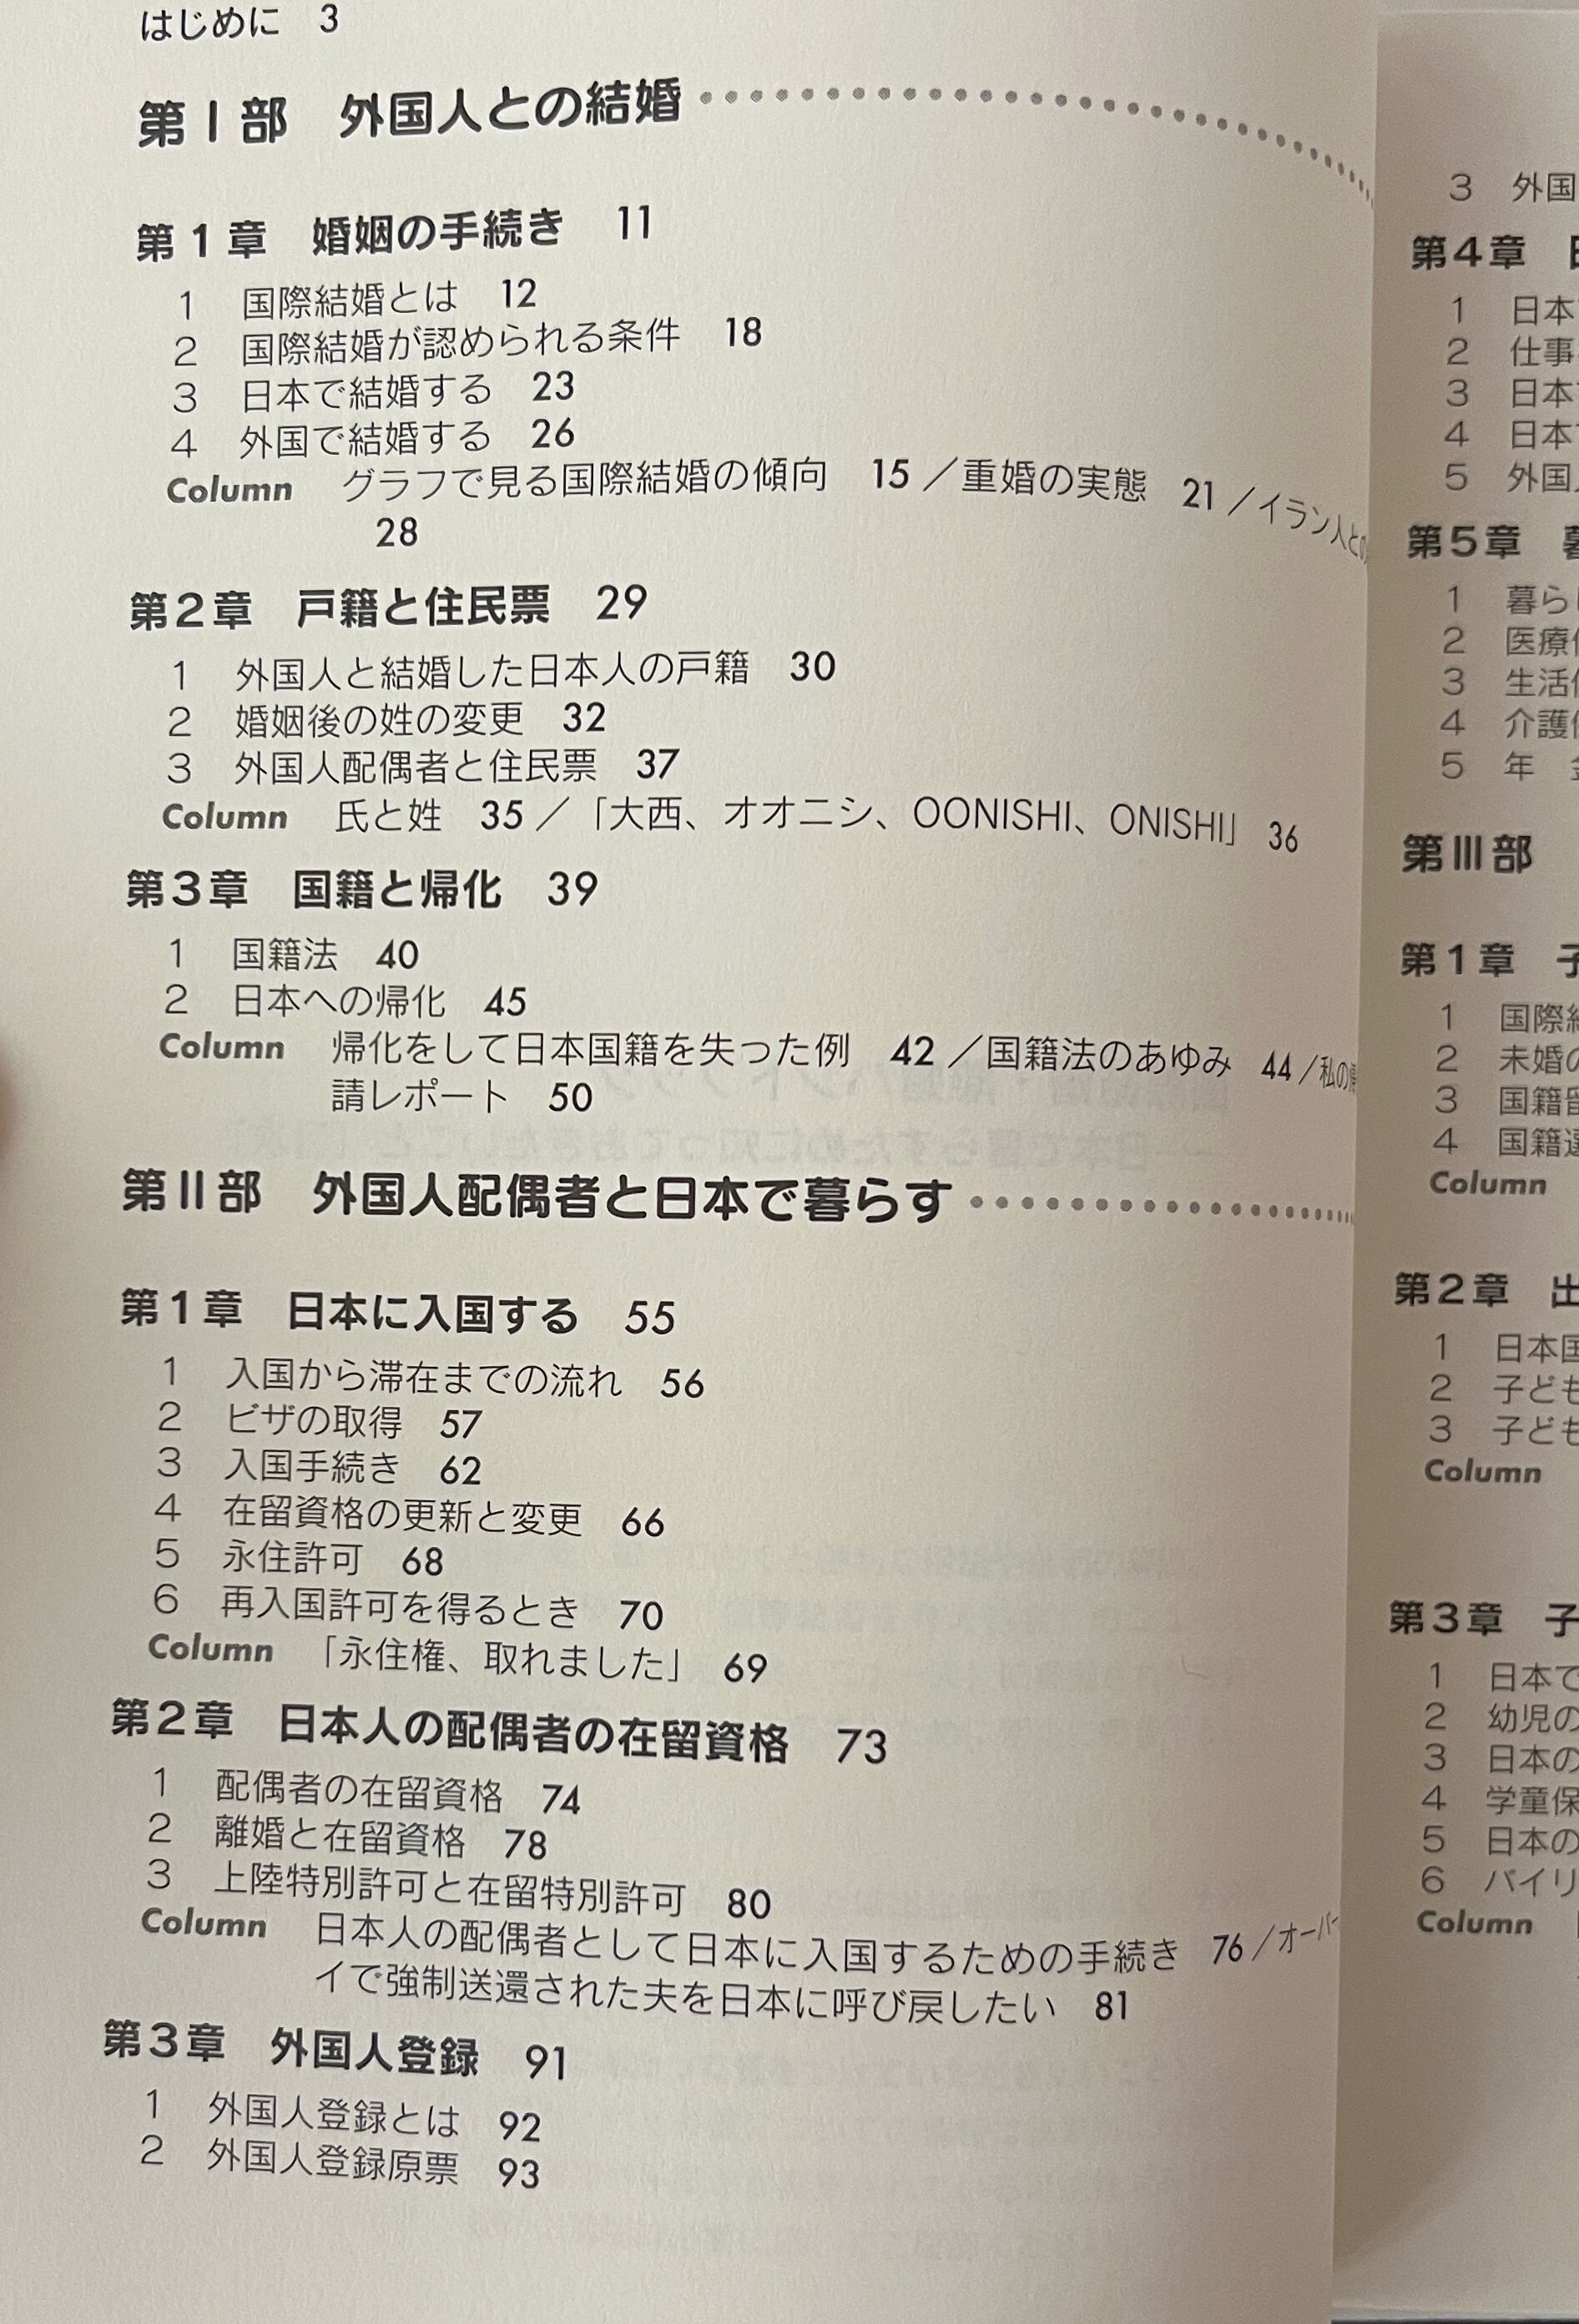 はじめに 3
第Ⅰ部 外国人との結婚
第1章 婚姻の手続き 11
1 国際結婚とは 12
2 国際結婚が認められる条件 18
3 日本で結婚する 23
4 外国で結婚する 26
Column グラフで見る国際結婚の傾向 15／重婚の実態 21／イラン人との
28
第2章 戸籍と住民票 29
1 外国人と結婚した日本人の戸籍 30
2 婚姻後の姓の変更 32
3 外国人配偶者と住民票 37
Column 氏と姓 35／「大西、オオニシ、OONISHI、ONISHI」 36
第3章 国籍と帰化 39
1 国籍法 40
2 日本への帰化 45
Column 帰化をして日本国籍を失った例 42／国籍法のあゆみ 44／私の
請レポート 50
第Ⅱ部 外国人配偶者と日本で暮らす
第1章 日本に入国する 55
1 入国から滞在までの流れ 56
2 ビザの取得 57
3 入国手続き 62
4 在留資格の更新と変更 66
5 永住許可 68
6 再入国許可を得るとき 70
Column 「永住権、取れました」 69
第2章 日本人の配偶者の在留資格 73
1 配偶者の在留資格 74
2 離婚と在留資格 78
3 上陸特別許可と在留特別許可 80
Column 日本人の配偶者として日本に入国するための手続き 76／オーバー
イで強制送還された夫を日本に呼び戻したい 81
第3章 外国人登録 91
1 外国人登録とは 92
2 外国人登録原票 93
3 外国
第4章
1 日本
2 仕事
3 日本
4 日本
5 外国
第5章
1 暮ら
2 医療
3 生活
4 介護
5 年
第Ⅲ部
第1章 子
1 国際
2 未婚の
3 国籍
4 国籍
Column
第2章 出
1 日本
2 子ども
3 子ども
Column
第3章 子
1 日本で
2 幼児の
3 日本の
4 学童保
5 日本の
6 バイリ
Column